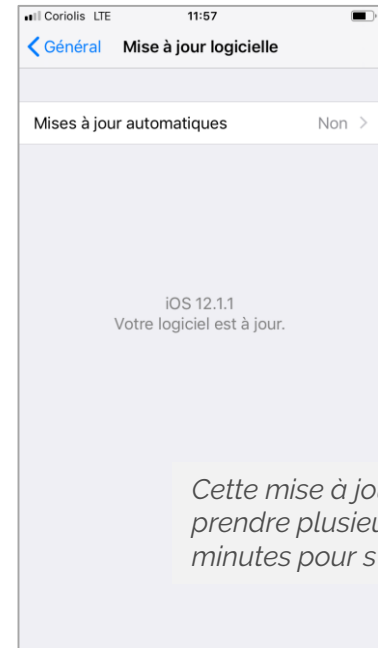 Coriolis LTE 11:57
Général Mise à jour logicielle
Mises à jour automatiques Non
iOS 12.1.1
Votre logiciel est à jour.
Cette mise à jo
prendre plusieu
minutes pour s